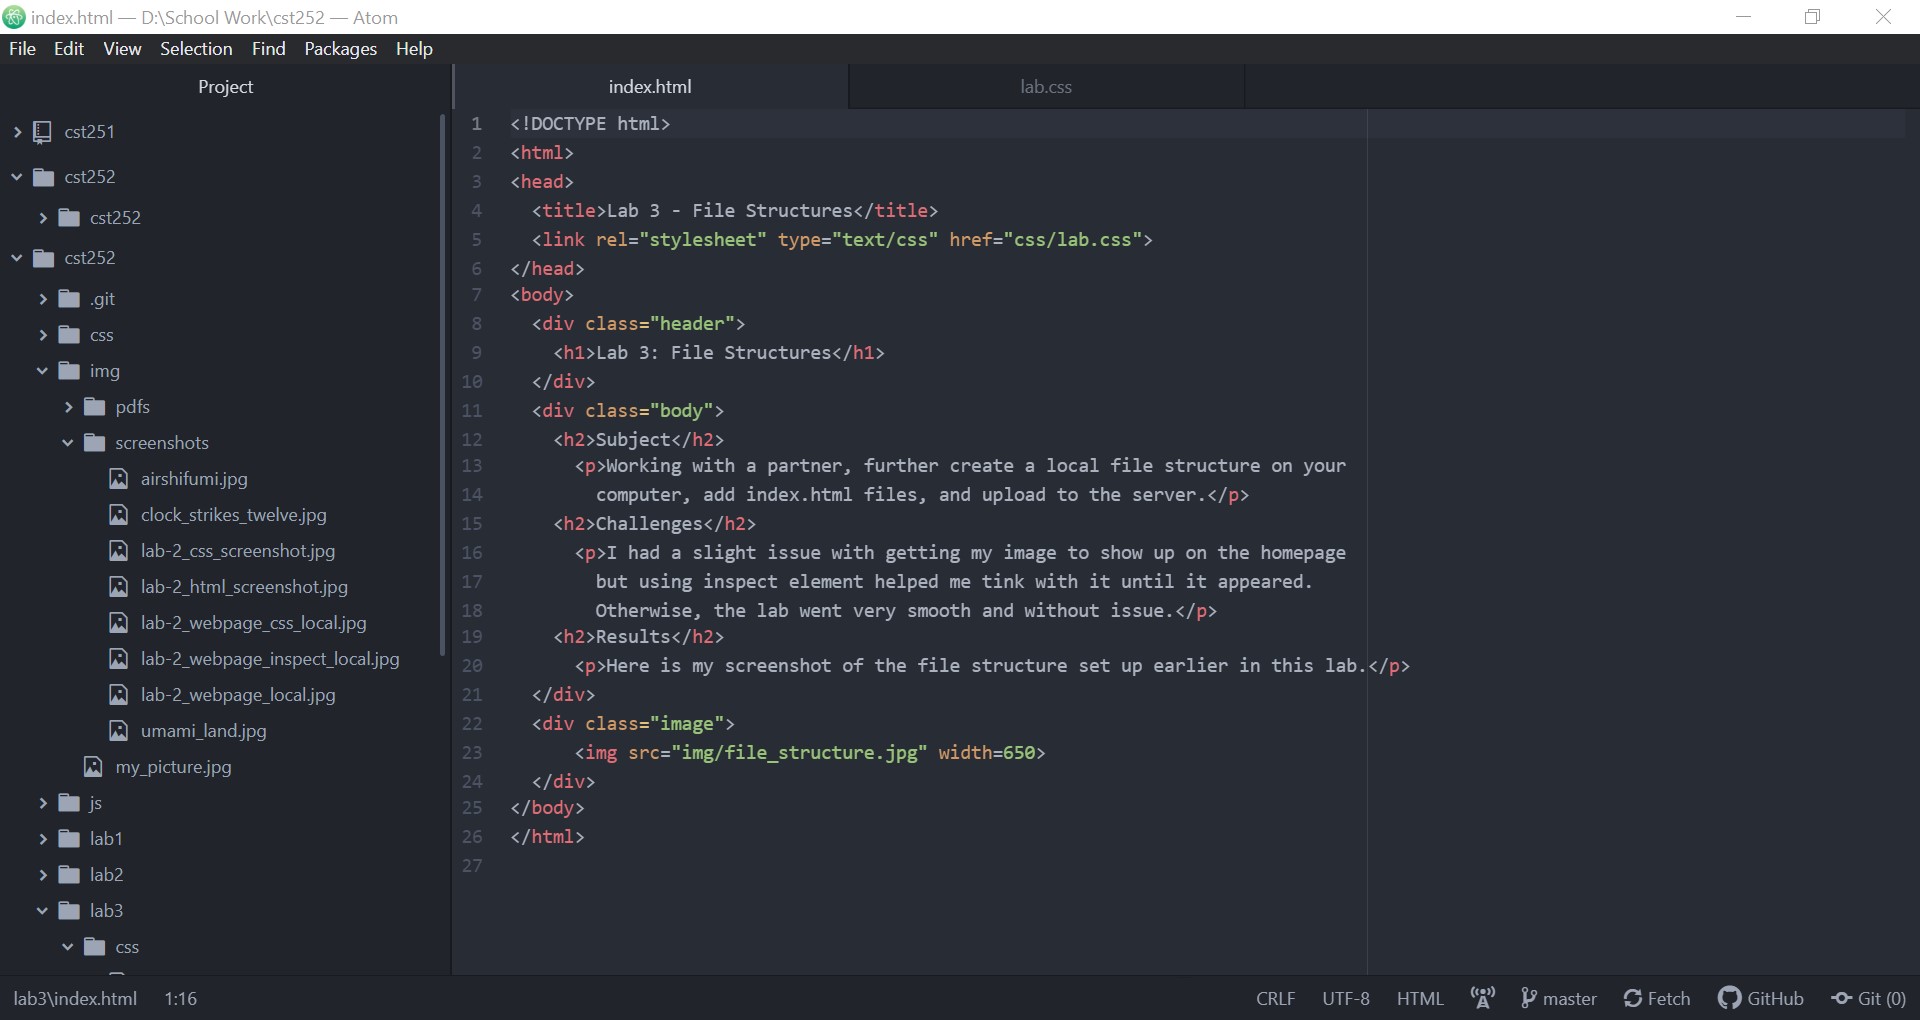 index.html — D:\School Work\cst252 — Atom
File Edit View Selection Find Packages Help
Project
cst251
cst252
cst252
cst252
.git
css
img
pdfs
screenshots
airshifumi.jpg
clock_strikes_twelve.jpg
lab-2_css_screenshot.jpg
lab-2_html_screenshot.jpg
lab-2_webpage_css_local.jpg
lab-2_webpage_inspect_local.jpg
lab-2_webpage_local.jpg
umami_land.jpg
my_picture.jpg
js
lab1
lab2
lab3
css
index.html lab.css
1 <!DOCTYPE html>
2 <html>
3 <head>
4 <title>Lab 3 - File Structures</title>
5 <link rel="stylesheet" type="text/css" href="css/lab.css">
6 </head>
7 <body>
8 <div class="header">
9 <h1>Lab 3: File Structures</h1>
10 </div>
11 <div class="body">
12 <h2>Subject</h2>
13 <p>Working with a partner, further create a local file structure on your
14 computer, add index.html files, and upload to the server.</p>
15 <h2>Challenges</h2>
16 <p>I had a slight issue with getting my image to show up on the homepage
17 but using inspect element helped me tink with it until it appeared.
18 Otherwise, the lab went very smooth and without issue.</p>
19 <h2>Results</h2>
20 <p>Here is my screenshot of the file structure set up earlier in this lab.</p>
21 </div>
22 <div class="image">
23 <img src="img/file_structure.jpg" width=650>
24 </div>
25 </body>
26 </html>
27
lab3\index.html 1:16 CRLF UTF-8 HTML master Fetch GitHub Git (0)